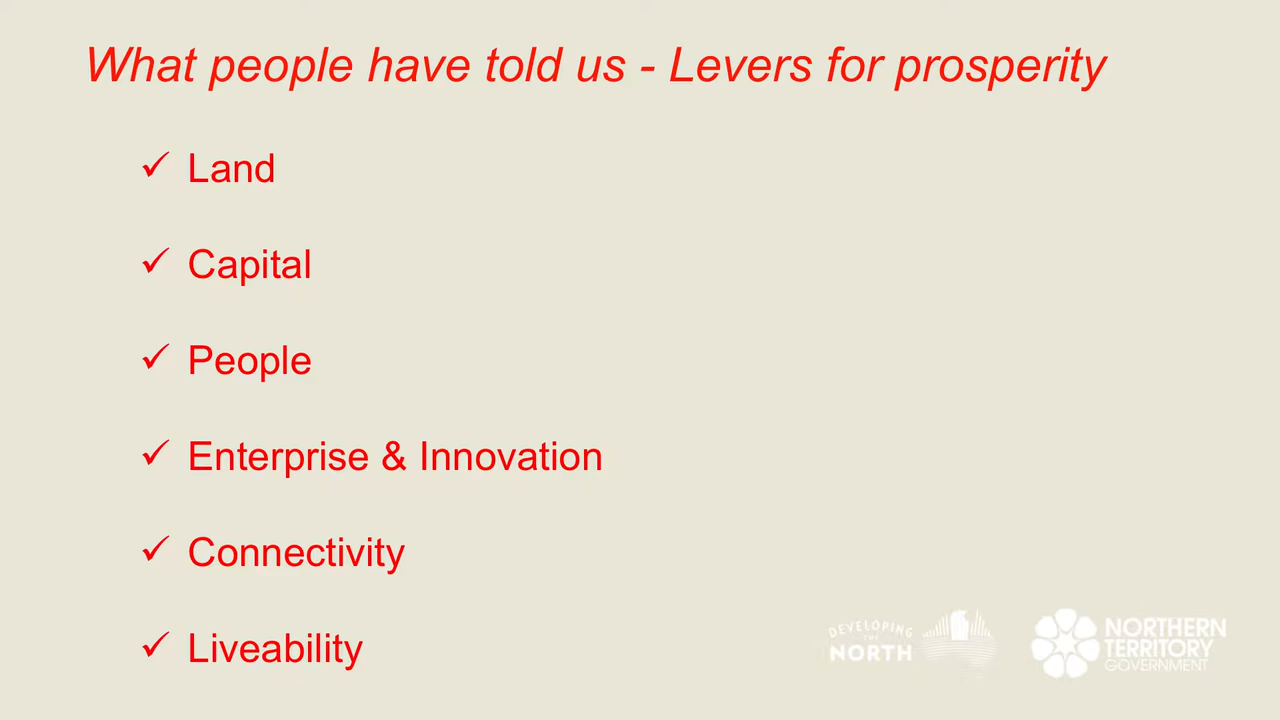 What people have told us - Levers for prosperity
✓ Land
✓ Capital
✓ People
✓ Enterprise & Innovation
✓ Connectivity
✓ Liveability
DEVELOPING
THE
NORTH
NORTHERN
TERRITORY
GOVERNMENT